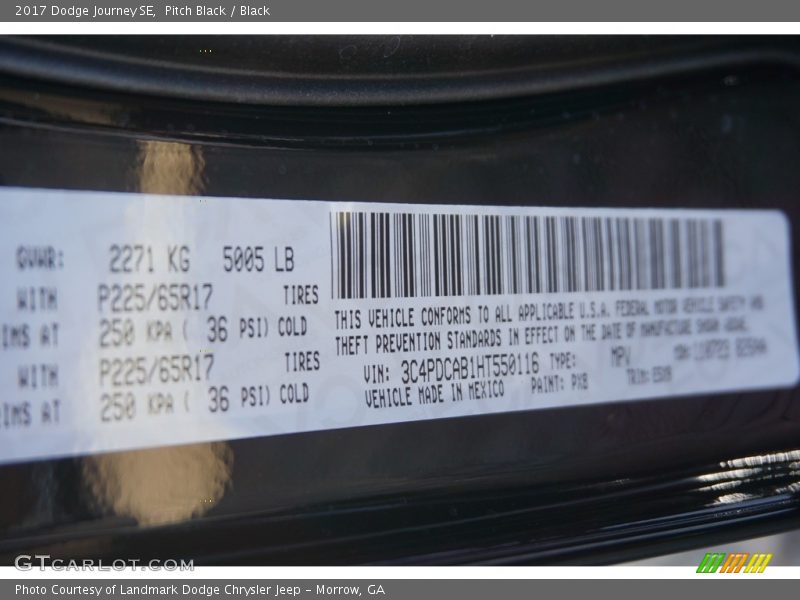 2017 Dodge Journey SE, Pitch Black / Black
GVWR: 2271 KG 5005 LB
WITH P225/65R17 TIRES
RIMS AT 250 KPA ( 36 PSI) COLD
WITH P225/65R17 TIRES
RIMS AT 250 KPA ( 36 PSI) COLD
THIS VEHICLE CONFORMS TO ALL APPLICABLE U.S.A. FEDERAL MOTOR VEHICLE SAFETY AND
THEFT PREVENTION STANDARDS IN EFFECT ON THE DATE OF MANUFACTURE SHOWN ABOVE.
VIN: 3C4PDCAB1HT550116 TYPE: MPV
VEHICLE MADE IN MEXICO PAINT: PX8 TRIM:
GTCARLOT.COM
Photo Courtesy of Landmark Dodge Chrysler Jeep – Morrow, GA